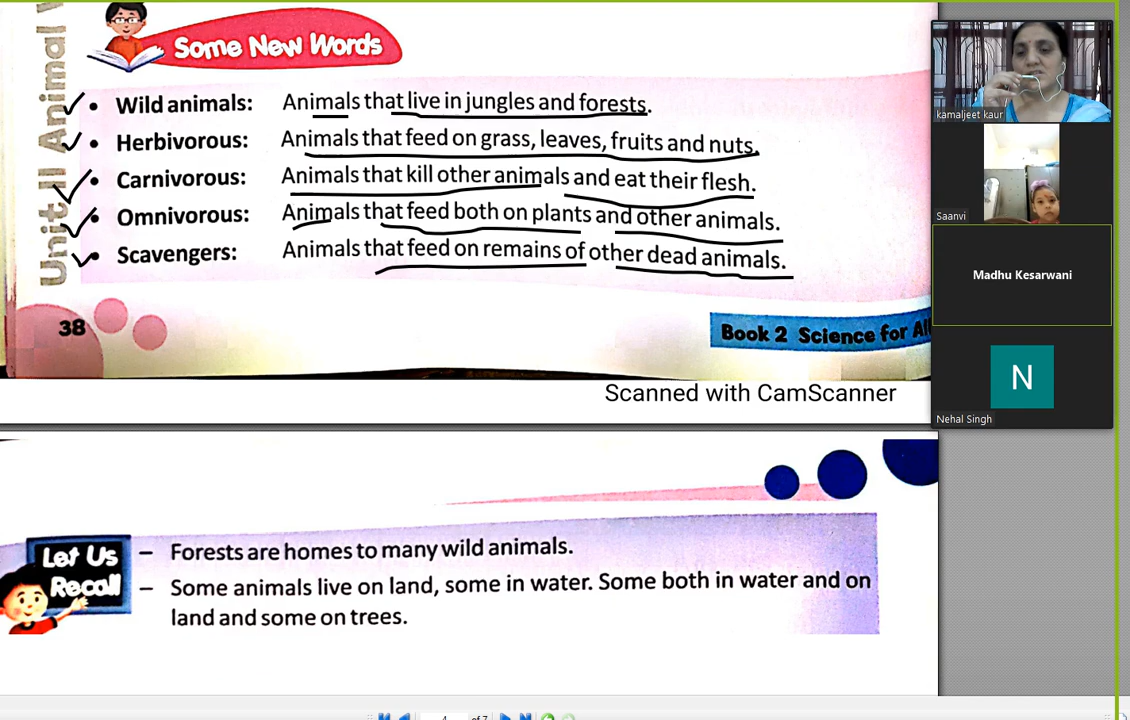 Unit II Animal
Some New Words
• Wild animals: Animals that live in jungles and forests.
• Herbivorous: Animals that feed on grass, leaves, fruits and nuts.
• Carnivorous: Animals that kill other animals and eat their flesh.
• Omnivorous: Animals that feed both on plants and other animals.
• Scavengers: Animals that feed on remains of other dead animals.
38
Book 2 Science for All
Scanned with CamScanner
Let Us
Recall
– Forests are homes to many wild animals.
– Some animals live on land, some in water. Some both in water and on
land and some on trees.
kamaljeet kaur
Saanvi
Madhu Kesarwani
N
Nehal Singh
4 of 7